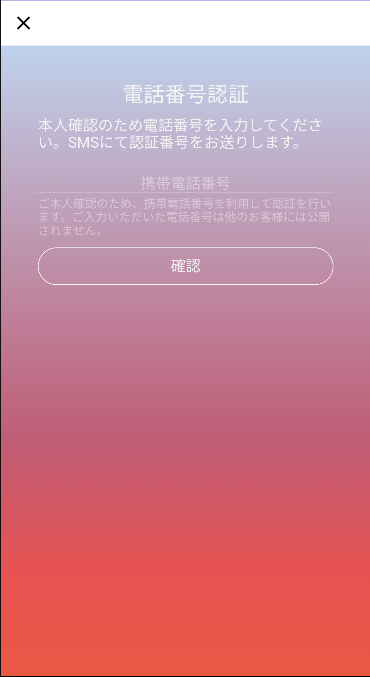 電話番号認証
本人確認のため電話番号を入力してくださ
い。SMSにて認証番号をお送りします。
携帯電話番号
ご本人確認のため、携帯電話番号を利用して認証を行い
ます。ご入力いただいた電話番号は他のお客様には公開
されません。
確認